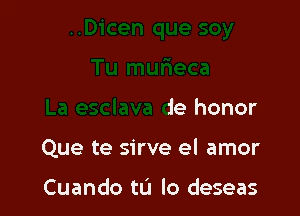 ..Dicen que soy
Tu muñeca
La esclava de honor
Que te sirve el amor
Cuando tú lo deseas